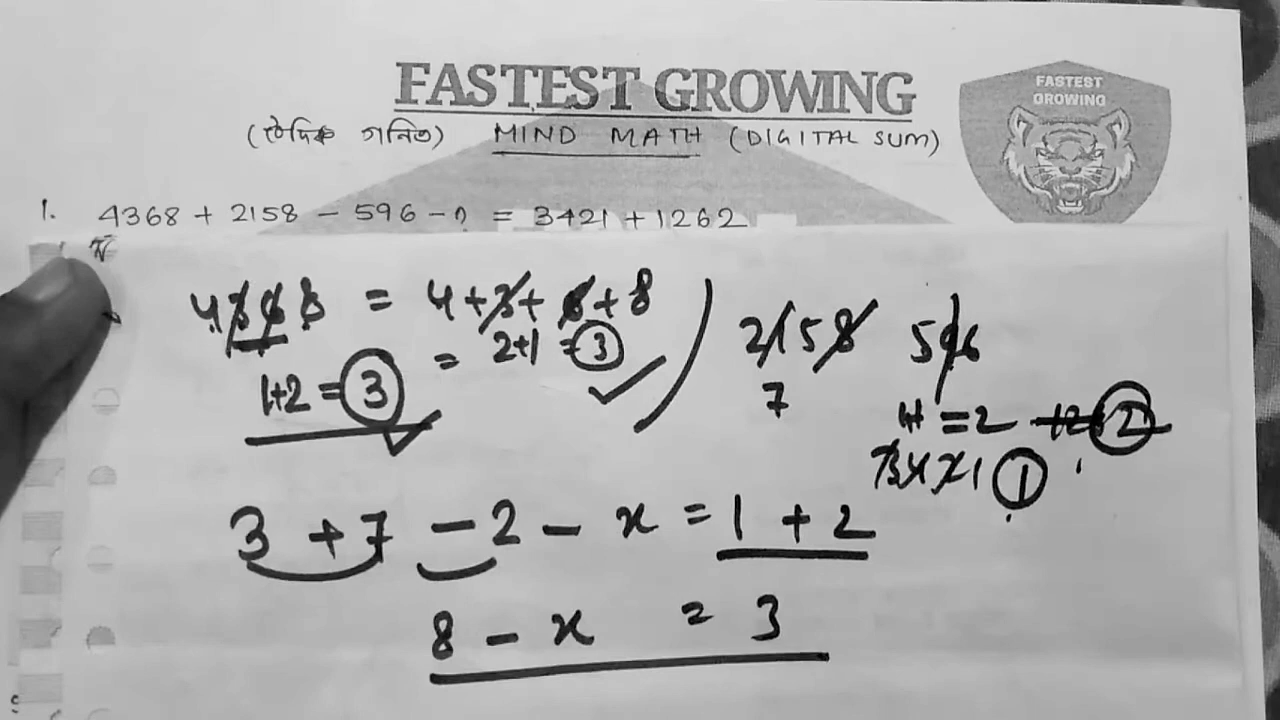 FASTEST GROWING
FASTEST
GROWING
(বৈদিক গনিত) MIND MATH (DIGITAL SUM)
1. 4368 + 2158 - 596 - ? = 3421 + 1262
4368 = 4+3+6+8
= 2+1 = 3
1+2 = 3
2158
7
596
= 2
1
3 + 7 - 2 - x = 1 + 2
8 - x = 3